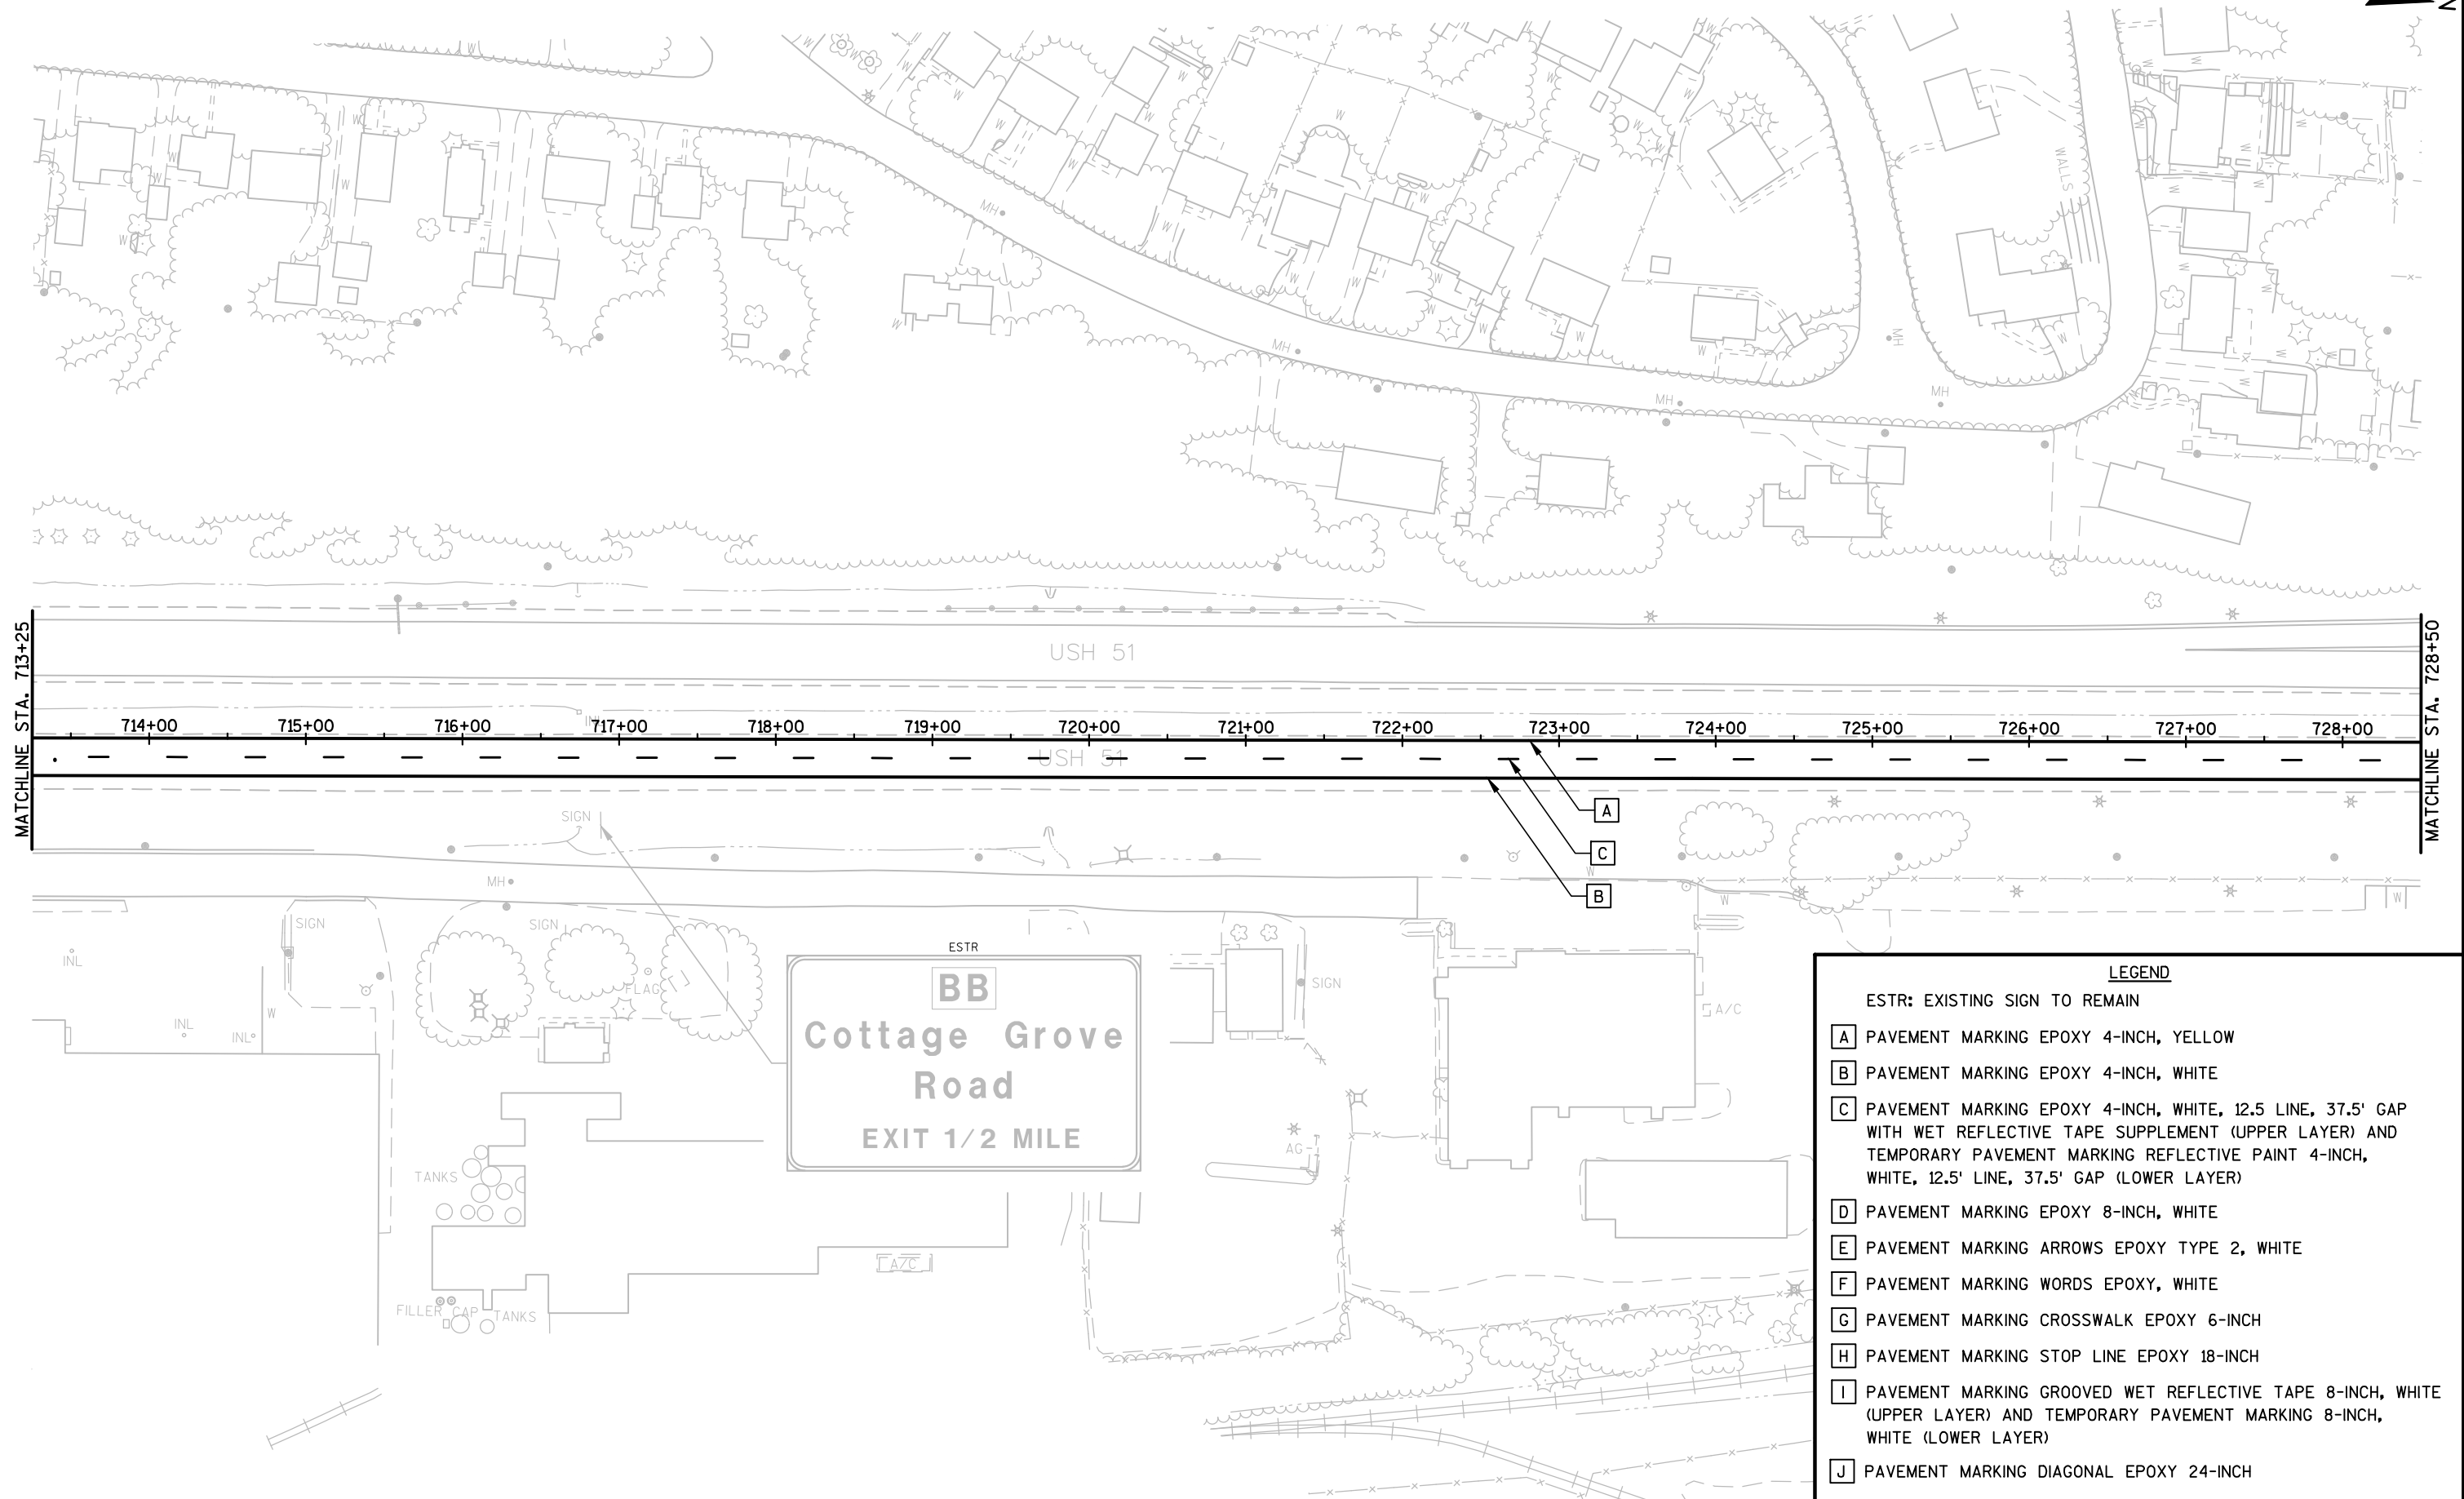 N
W
W
W
W
W
W
W
W
WALLS
MH
MH
MH
MH
MH
USH 51
MATCHLINE STA. 713+25
MATCHLINE STA. 728+50
INL
714+00 715+00 716+00 717+00 718+00 719+00 720+00 721+00 722+00 723+00 724+00 725+00 726+00 727+00 728+00
USH 51
A
SIGN
C
MH
W
B
W
W
SIGN
SIGN
ESTR
INL
SIGN
FLAG
INL
INL
W
A/C
BB
Cottage Grove
Road
EXIT 1/2 MILE
AG
TANKS
A/C
FILLER CAP
TANKS
LEGEND
ESTR: EXISTING SIGN TO REMAIN
A PAVEMENT MARKING EPOXY 4-INCH, YELLOW
B PAVEMENT MARKING EPOXY 4-INCH, WHITE
C PAVEMENT MARKING EPOXY 4-INCH, WHITE, 12.5 LINE, 37.5' GAP
WITH WET REFLECTIVE TAPE SUPPLEMENT (UPPER LAYER) AND
TEMPORARY PAVEMENT MARKING REFLECTIVE PAINT 4-INCH,
WHITE, 12.5' LINE, 37.5' GAP (LOWER LAYER)
D PAVEMENT MARKING EPOXY 8-INCH, WHITE
E PAVEMENT MARKING ARROWS EPOXY TYPE 2, WHITE
F PAVEMENT MARKING WORDS EPOXY, WHITE
G PAVEMENT MARKING CROSSWALK EPOXY 6-INCH
H PAVEMENT MARKING STOP LINE EPOXY 18-INCH
I PAVEMENT MARKING GROOVED WET REFLECTIVE TAPE 8-INCH, WHITE
(UPPER LAYER) AND TEMPORARY PAVEMENT MARKING 8-INCH,
WHITE (LOWER LAYER)
J PAVEMENT MARKING DIAGONAL EPOXY 24-INCH